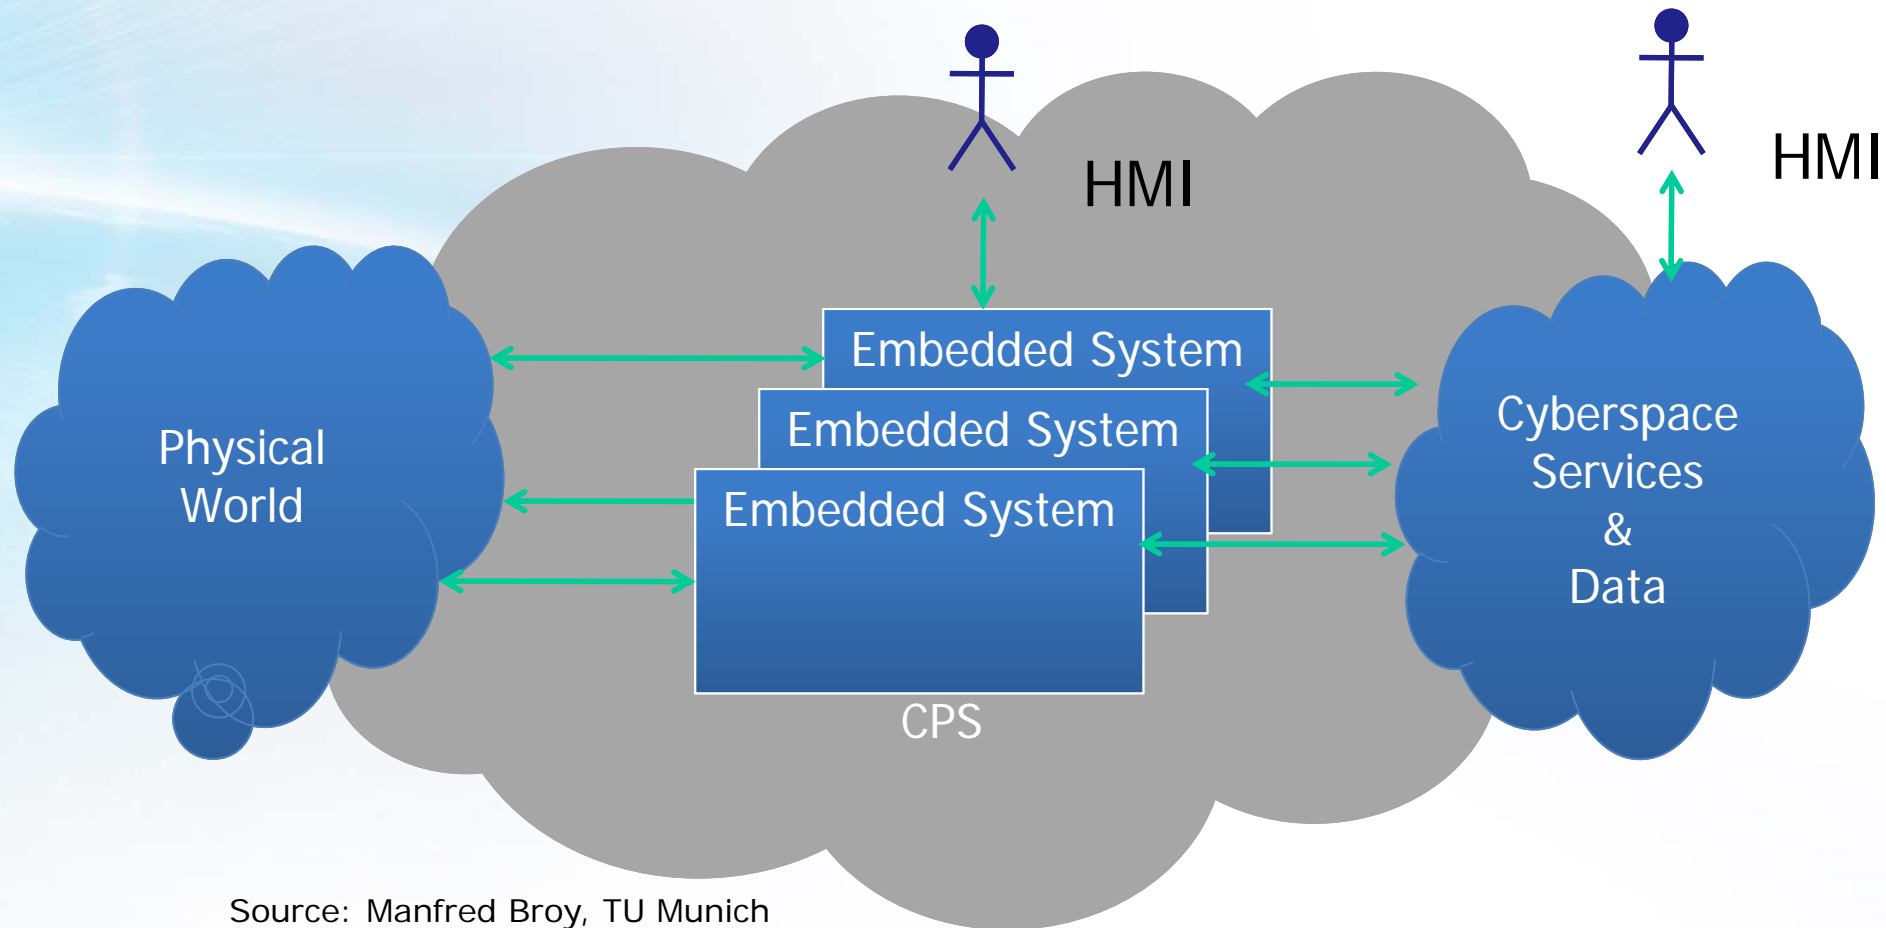 HMI
HMI
Physical
World
Embedded System
Embedded System
Embedded System
CPS
Cyberspace
Services
&
Data
Source: Manfred Broy, TU Munich